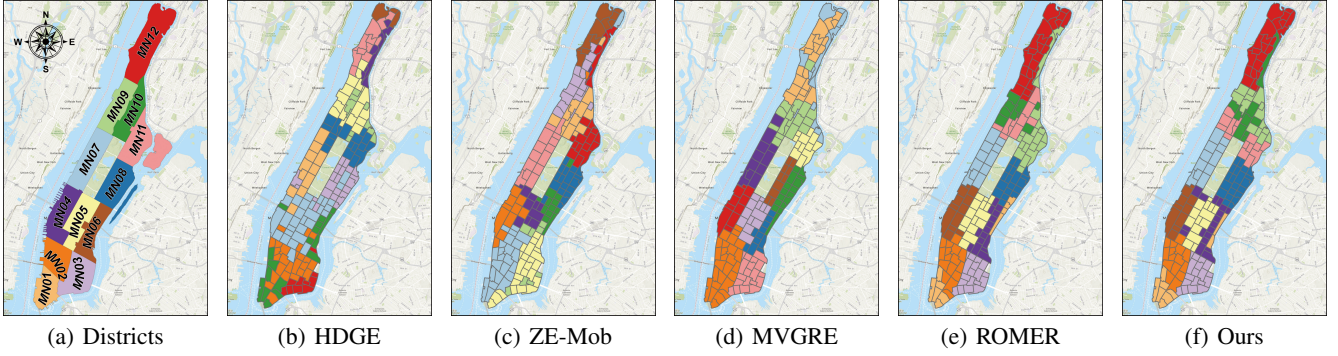 N
W
E
S
MN12
MN09
MN10
MN11
MN07
MN08
MN04
MN05
MN06
MN02
MN03
MN01
(a) Districts
(b) HDGE
(c) ZE-Mob
(d) MVGRE
(e) ROMER
(f) Ours